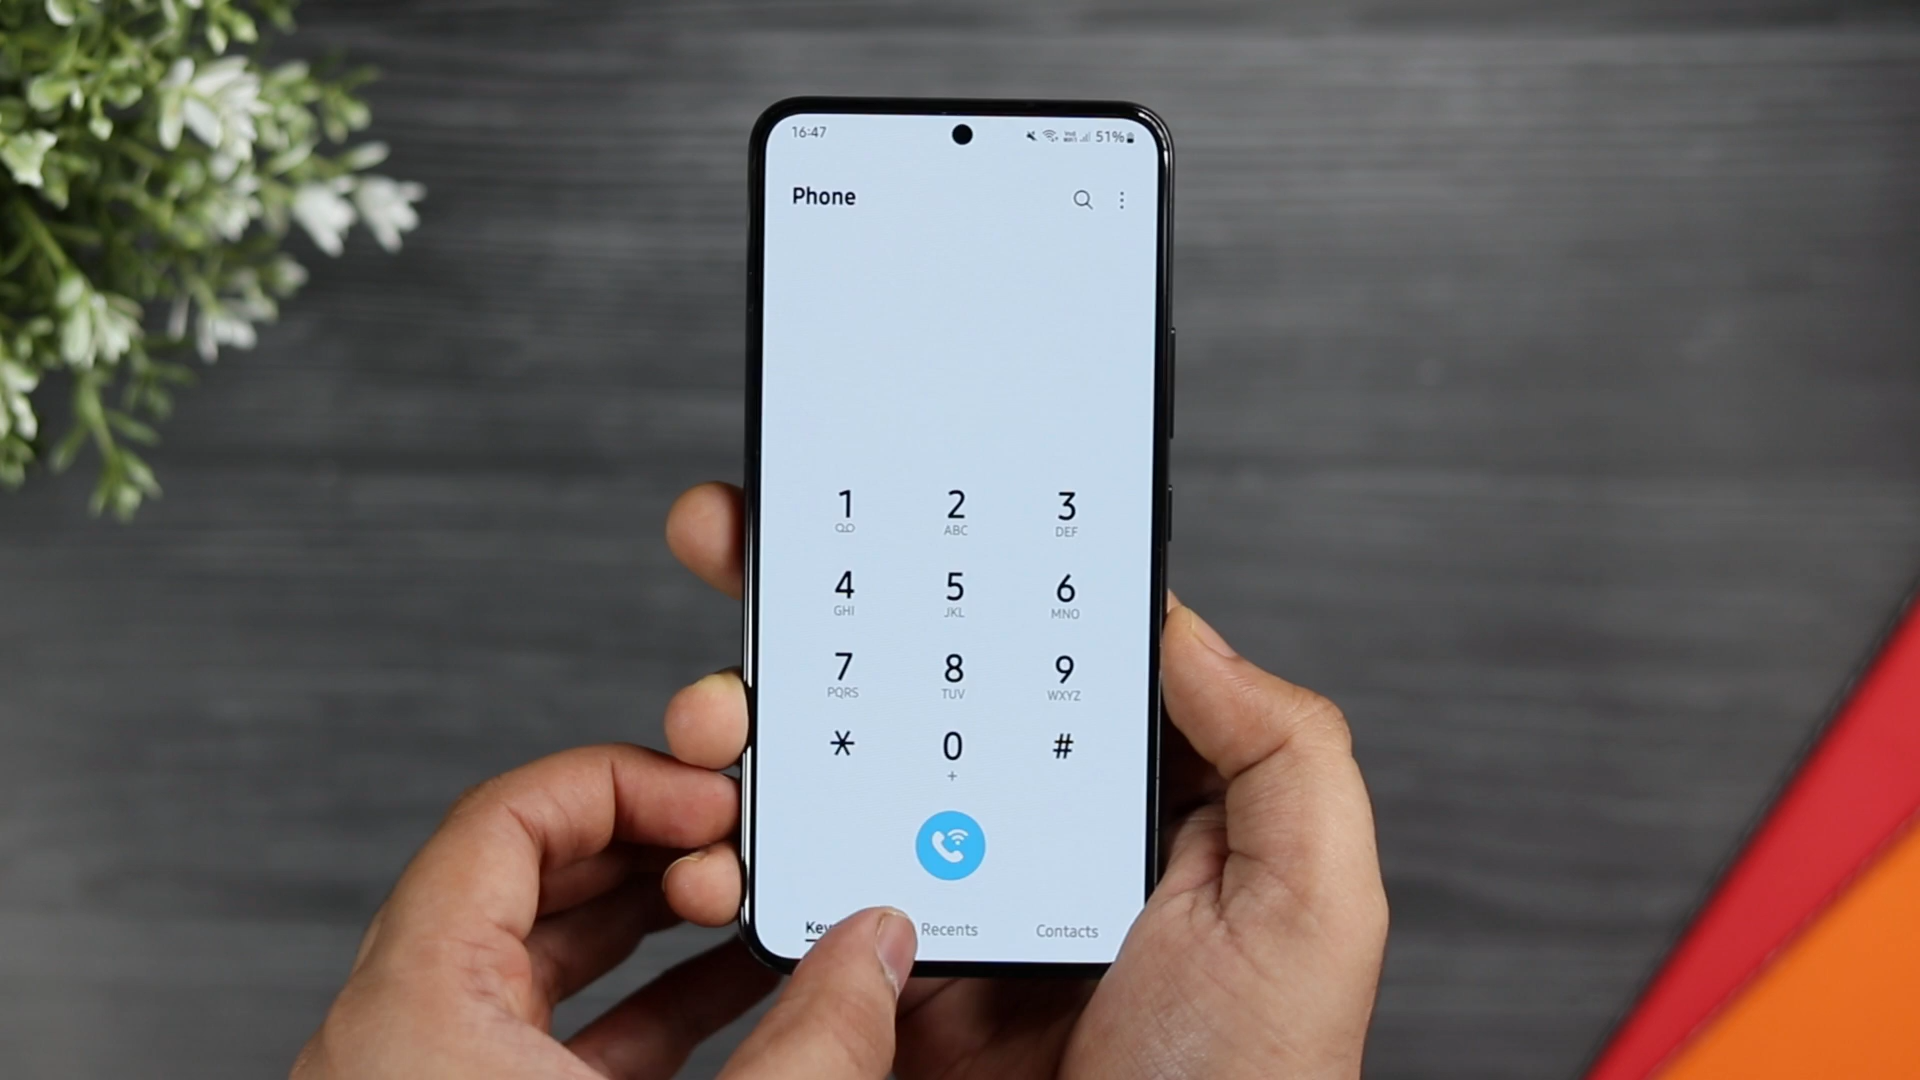 16:47 51%
Phone
1 2 3
ABC DEF
4 5 6
GHI JKL MNO
7 8 9
PQRS TUV WXYZ
* 0 #
+
Recents Contacts